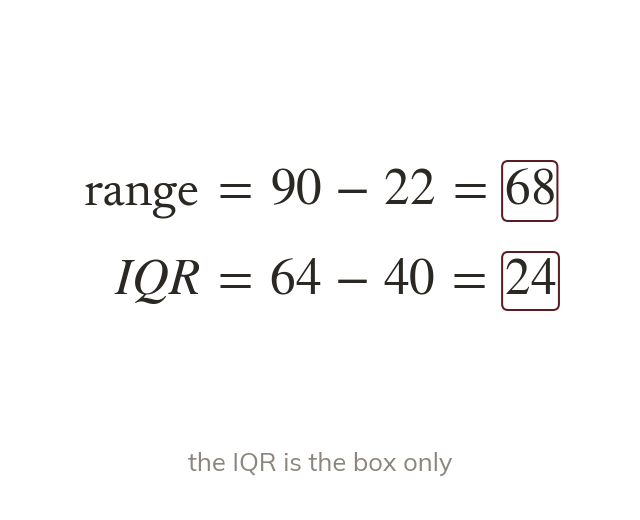 range = 90 − 22 = 68
IQR = 64 − 40 = 24
the IQR is the box only